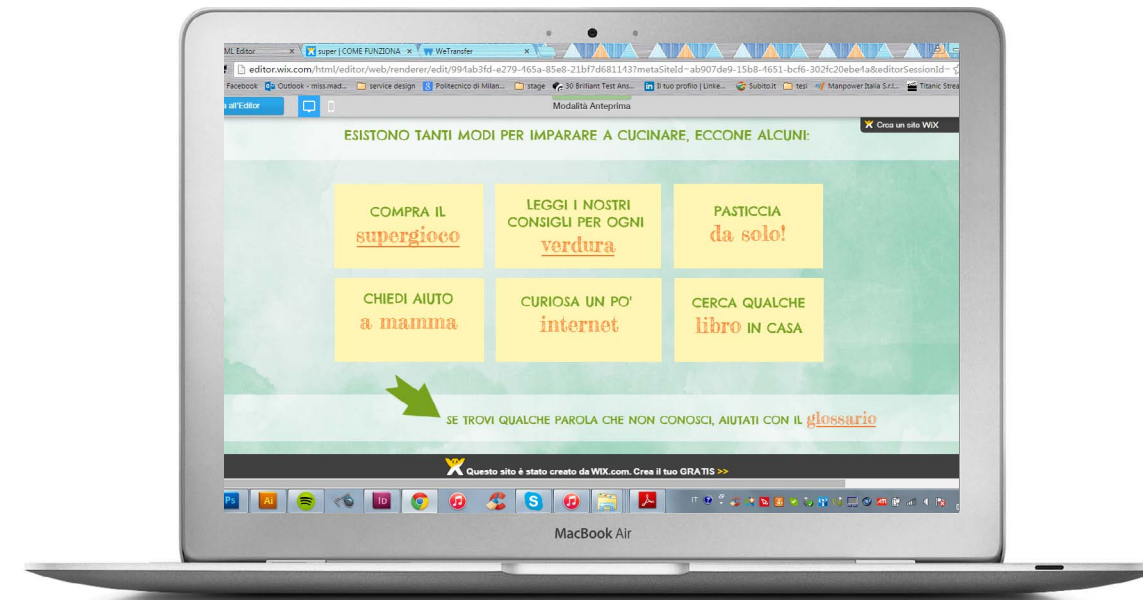 ML Editor
super | COME FUNZIONA
WeTransfer
editor.wix.com/html/editor/web/renderer/edit/994ab3fd-e279-465a-85e8-21bf7d681143?metaSiteId=ab907de9-15b8-4651-bcf6-302fc20ebe4a&editorSessionId=
Facebook Outlook - miss.mad... service design Politecnico di Milan... stage 30 Brilliant Test Ans... Il tuo profilo | Linke... Subito.it tesi Manpower Italia S.r.l... Titanic Strea
all'Editor
Modalità Anteprima
Crea un sito WiX
ESISTONO TANTI MODI PER IMPARARE A CUCINARE, ECCONE ALCUNI:
COMPRA IL
supergioco
LEGGI I NOSTRI
CONSIGLI PER OGNI
verdura
PASTICCIA
da solo!
CHIEDI AIUTO
a mamma
CURIOSA UN PO'
internet
CERCA QUALCHE
libro IN CASA
SE TROVI QUALCHE PAROLA CHE NON CONOSCI, AIUTATI CON IL glossario
WiX Questo sito è stato creato da WIX.com. Crea il tuo GRATIS >>
Ps Ai ID S IT
MacBook Air